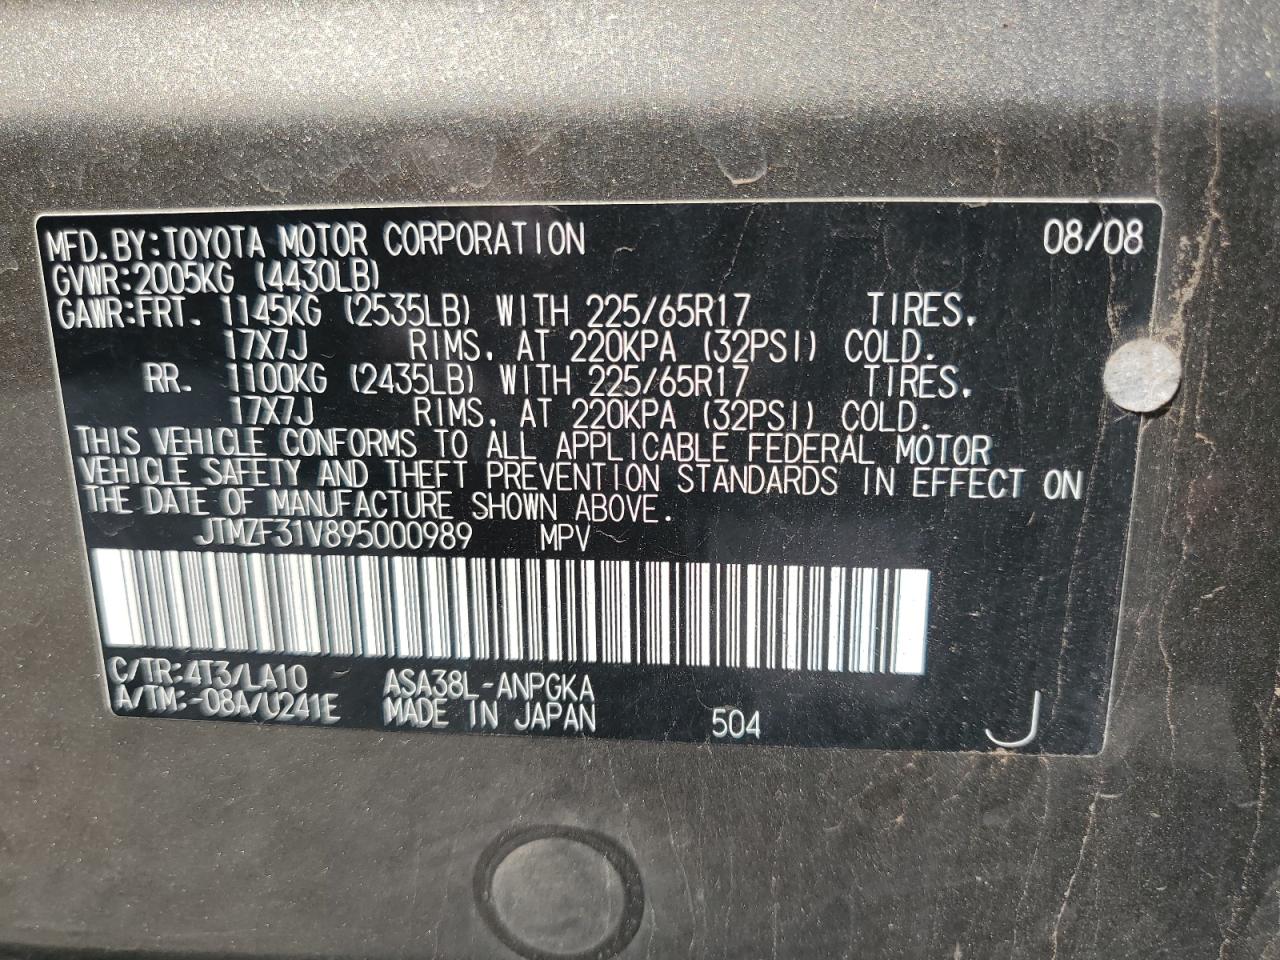 MFD. BY: TOYOTA MOTOR CORPORATION 08/08
GVWR: 2005KG (4430LB)
GAWR: FRT. 1145KG (2535LB) WITH 225/65R17 TIRES,
17X7J RIMS, AT 220KPA (32PSI) COLD.
RR. 1100KG (2435LB) WITH 225/65R17 TIRES,
17X7J RIMS, AT 220KPA (32PSI) COLD.
THIS VEHICLE CONFORMS TO ALL APPLICABLE FEDERAL MOTOR
VEHICLE SAFETY AND THEFT PREVENTION STANDARDS IN EFFECT ON
THE DATE OF MANUFACTURE SHOWN ABOVE.
JTMZF31V895000989 MPV
C/TR: 4T3/LA10 ASA38L-ANPGKA
A/TM: -08A/U241E MADE IN JAPAN 504 J